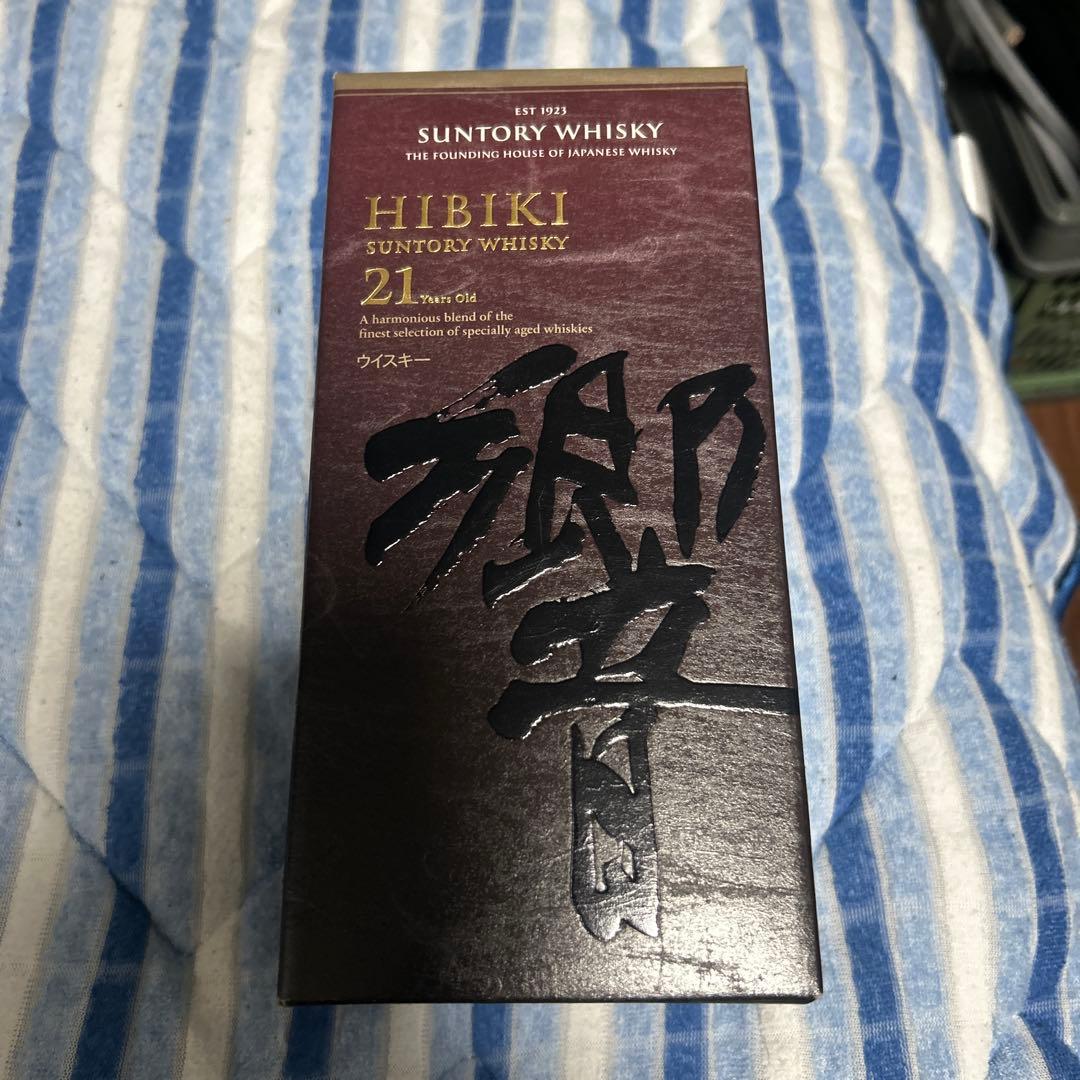 EST 1923
SUNTORY WHISKY
THE FOUNDING HOUSE OF JAPANESE WHISKY
HIBIKI
SUNTORY WHISKY
21 Years Old
A harmonious blend of the
finest selection of specially aged whiskies
ウイスキー
響